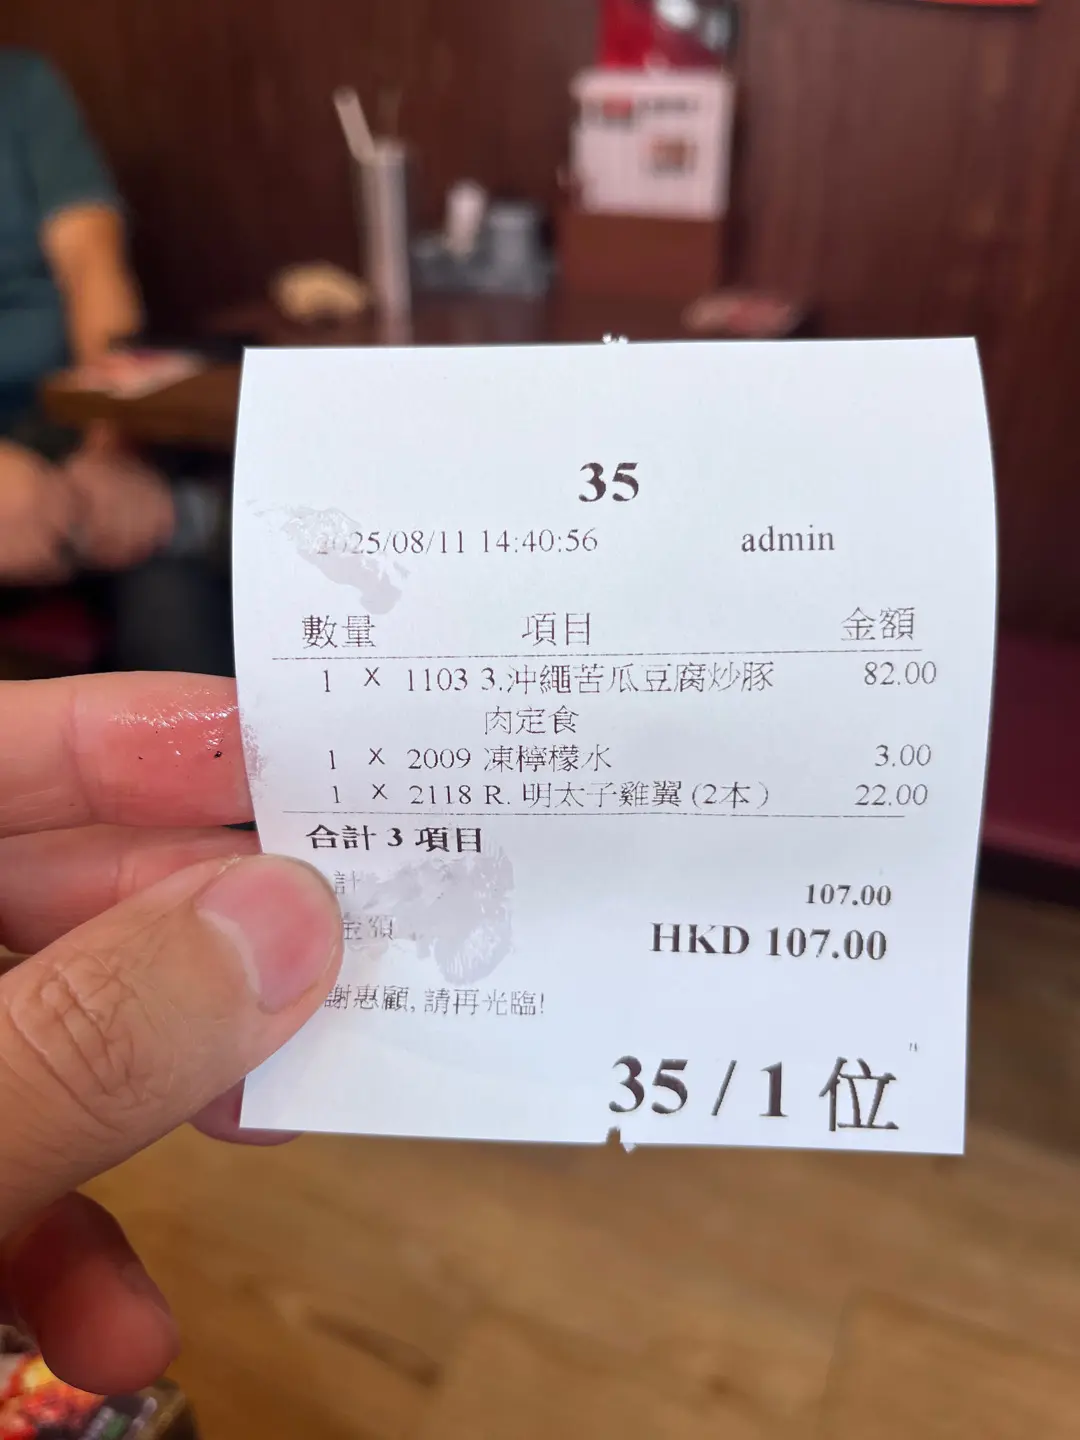 35
2025/08/11 14:40:56 admin
數量 項目 金額
1 X 1103 3.沖繩苦瓜豆腐炒豚 82.00
肉定食
1 X 2009 凍檸檬水 3.00
1 X 2118 R. 明太子雞翼 (2本) 22.00
合計 3 項目
計 107.00
金額 HKD 107.00
謝惠顧, 請再光臨!
35 / 1 位